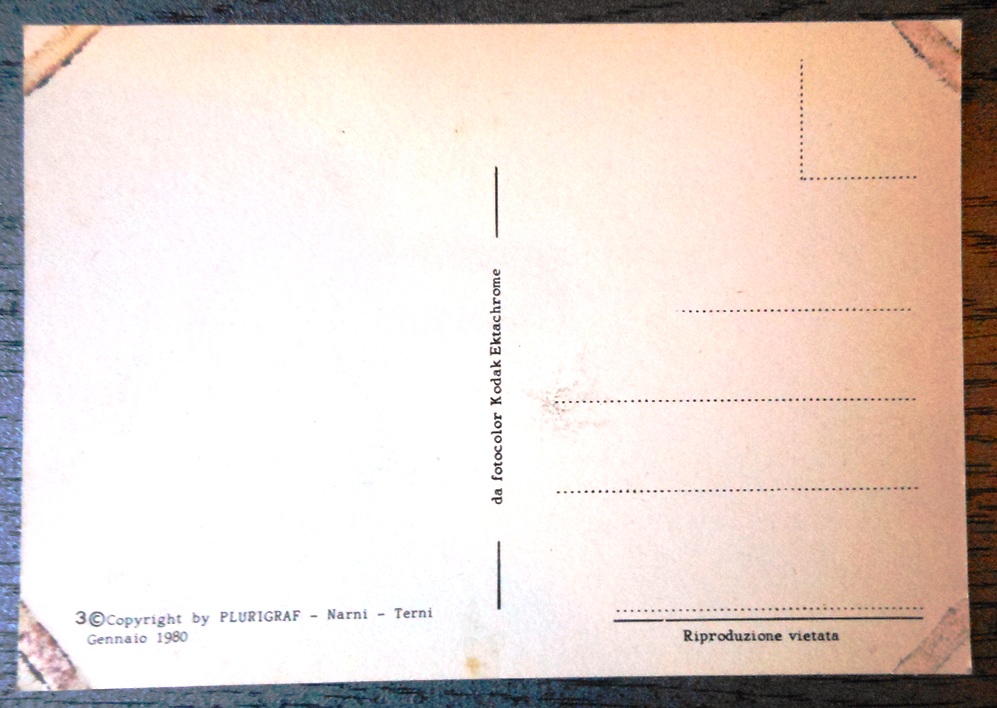 3©Copyright by PLURIGRAF - Narni - Terni
Gennaio 1980
da fotocolor Kodak Ektachrome
Riproduzione vietata